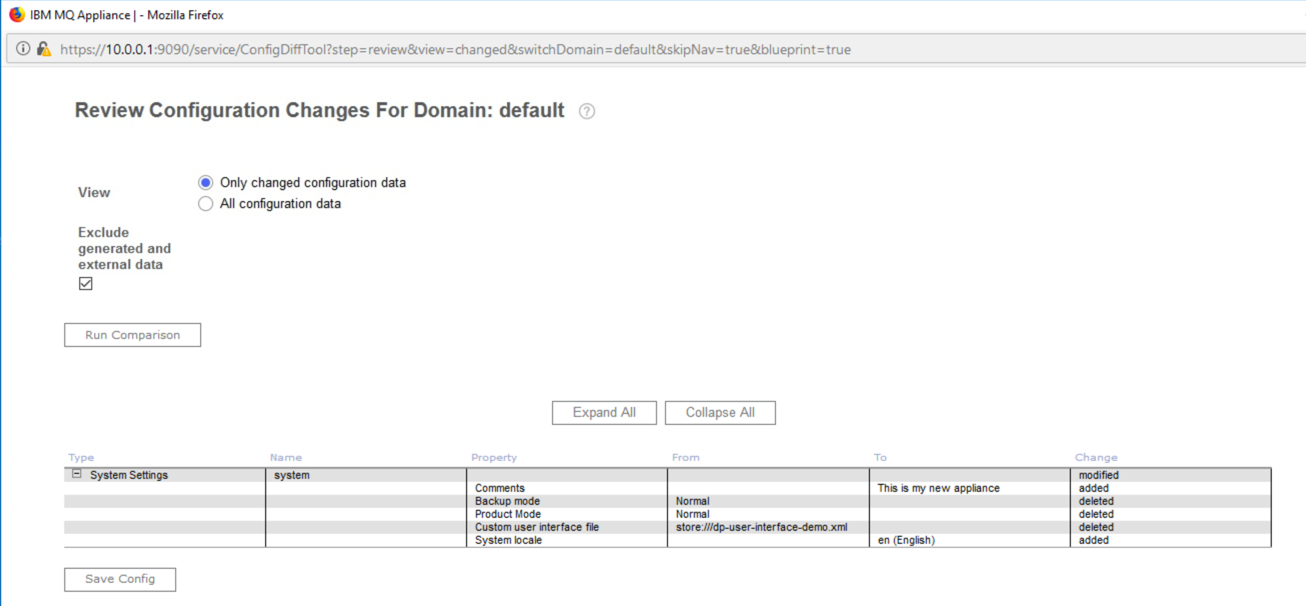 IBM MQ Appliance | - Mozilla Firefox
https://10.0.0.1:9090/service/ConfigDiffTool?step=review&view=changed&switchDomain=default&skipNav=true&blueprint=true
Review Configuration Changes For Domain: default ?
View
Only changed configuration data
All configuration data
Exclude
generated and
external data
Run Comparison
Expand All Collapse All
Type Name Property From To Change
System Settings system modified
Comments This is my new appliance added
Backup mode Normal deleted
Product Mode Normal deleted
Custom user interface file store:///dp-user-interface-demo.xml deleted
System locale en (English) added
Save Config